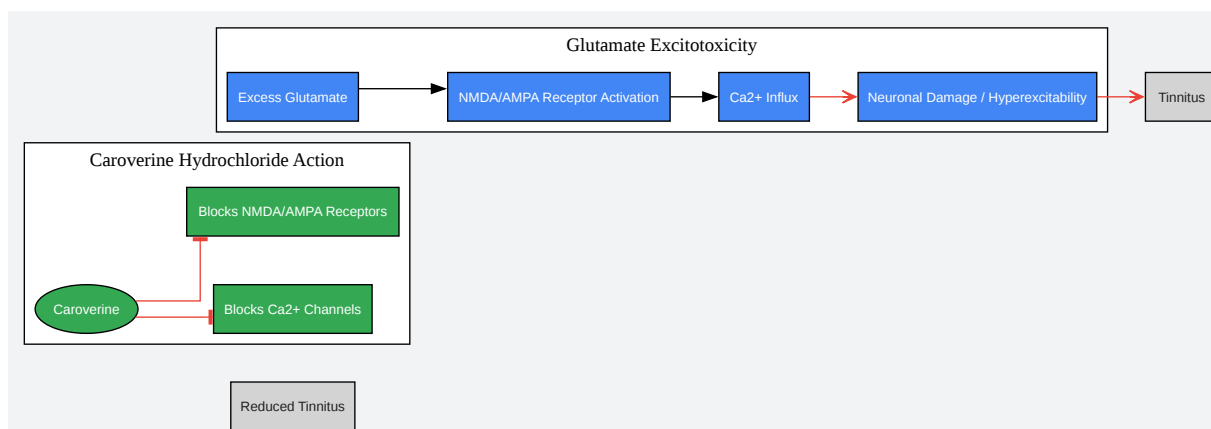 Glutamate Excitotoxicity
Excess Glutamate
NMDA/AMPA Receptor Activation
Ca2+ Influx
Neuronal Damage / Hyperexcitability
Tinnitus
Caroverine Hydrochloride Action
Blocks NMDA/AMPA Receptors
Caroverine
Blocks Ca2+ Channels
Reduced Tinnitus